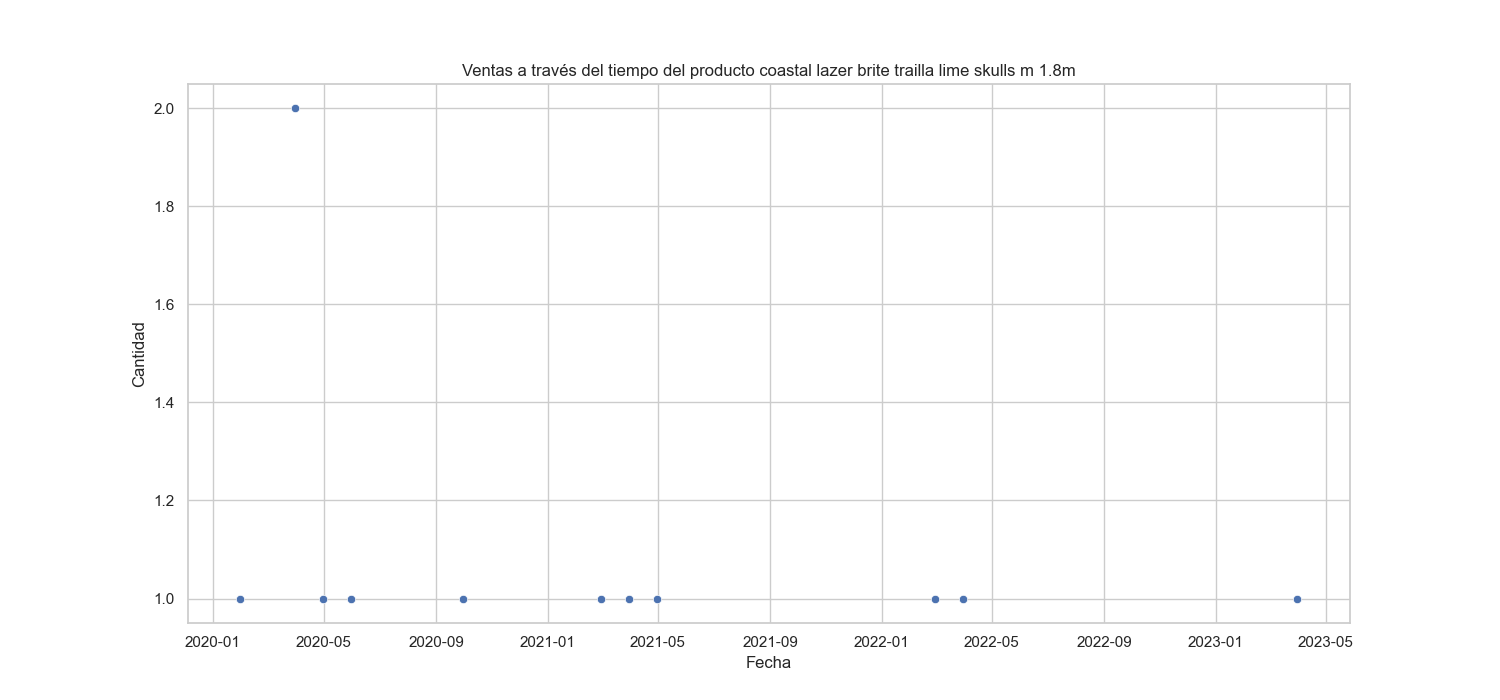 Ventas a través del tiempo del producto coastal lazer brite trailla lime skulls m 1.8m
2.0
1.8
1.6
1.4
1.2
1.0
Cantidad
2020-01 2020-05 2020-09 2021-01 2021-05 2021-09 2022-01 2022-05 2022-09 2023-01 2023-05
Fecha